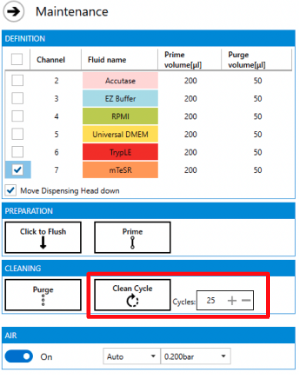 Maintenance
DEFINITION
Channel Fluid name Prime volume[µl] Purge volume[µl]
2 Accutase 200 50
3 EZ Buffer 200 50
4 RPMI 200 50
5 Universal DMEM 200 50
6 TrypLE 200 50
7 mTeSR 200 50
Move Dispensing Head down
PREPARATION
Click to Flush Prime
CLEANING
Purge Clean Cycle Cycles: 25 + −
AIR
On Auto 0.200bar